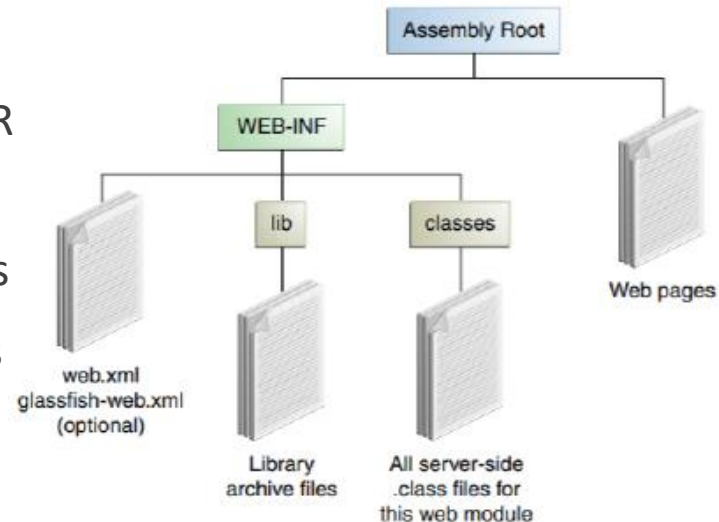 Assembly Root
R
WEB-INF
lib
classes
s
Web pages
web.xml
glassfish-web.xml
(optional)
Library
archive files
All server-side
.class files for
this web module